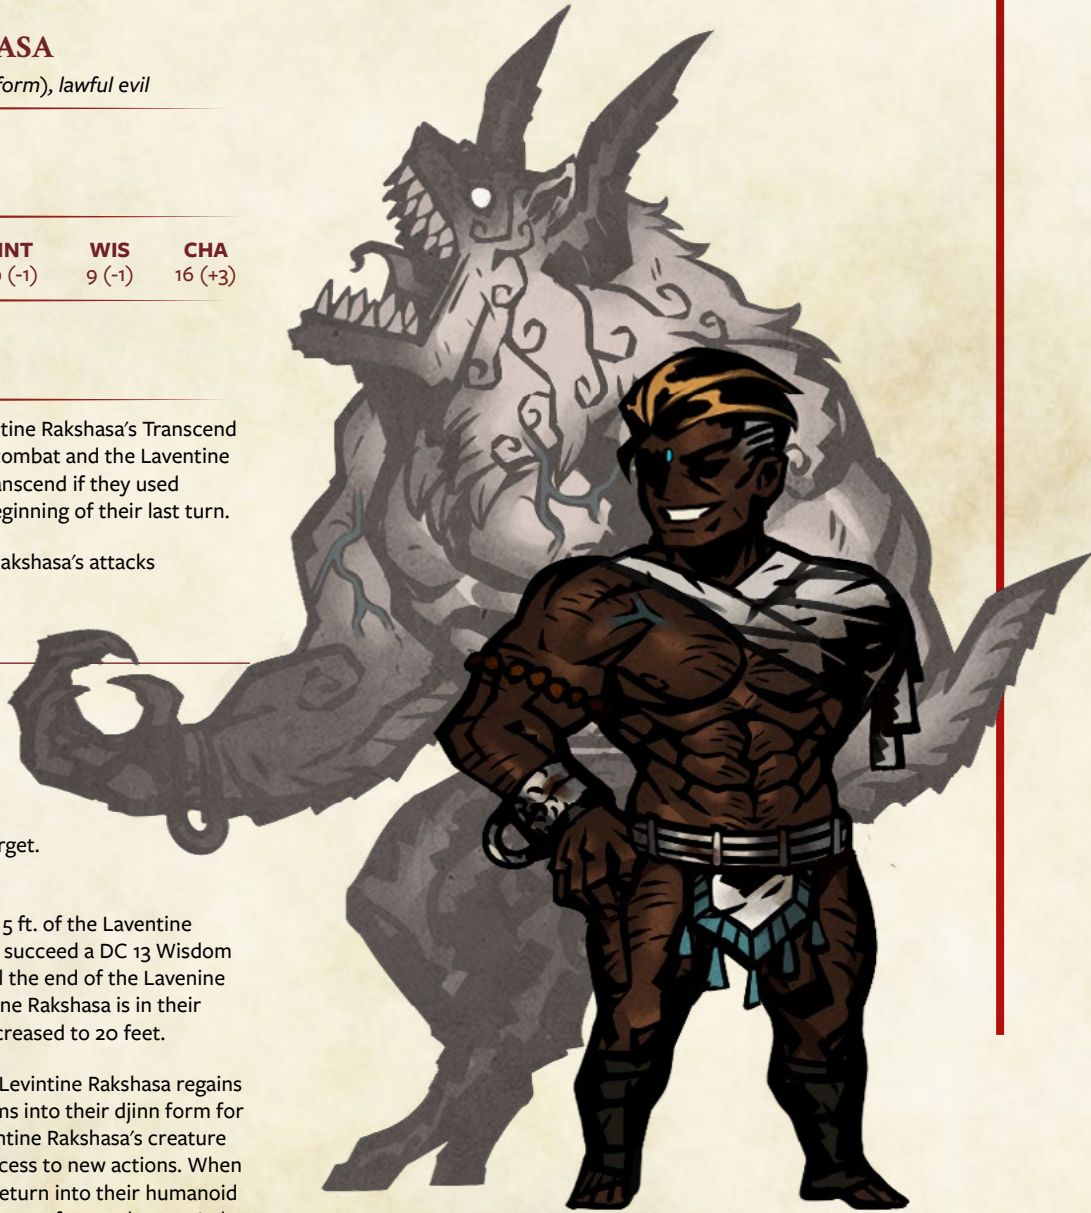 ASA
form), lawful evil
INT WIS CHA
(-1) 9 (-1) 16 (+3)
tine Rakshasa's Transcend
combat and the Laventine
anscend if they used
eginning of their last turn.
akshasa's attacks
rget.
5 ft. of the Laventine
succeed a DC 13 Wisdom
l the end of the Lavenine
ne Rakshasa is in their
creased to 20 feet.
Levintine Rakshasa regains
ms into their djinn form for
ntine Rakshasa's creature
cess to new actions. When
eturn into their humanoid